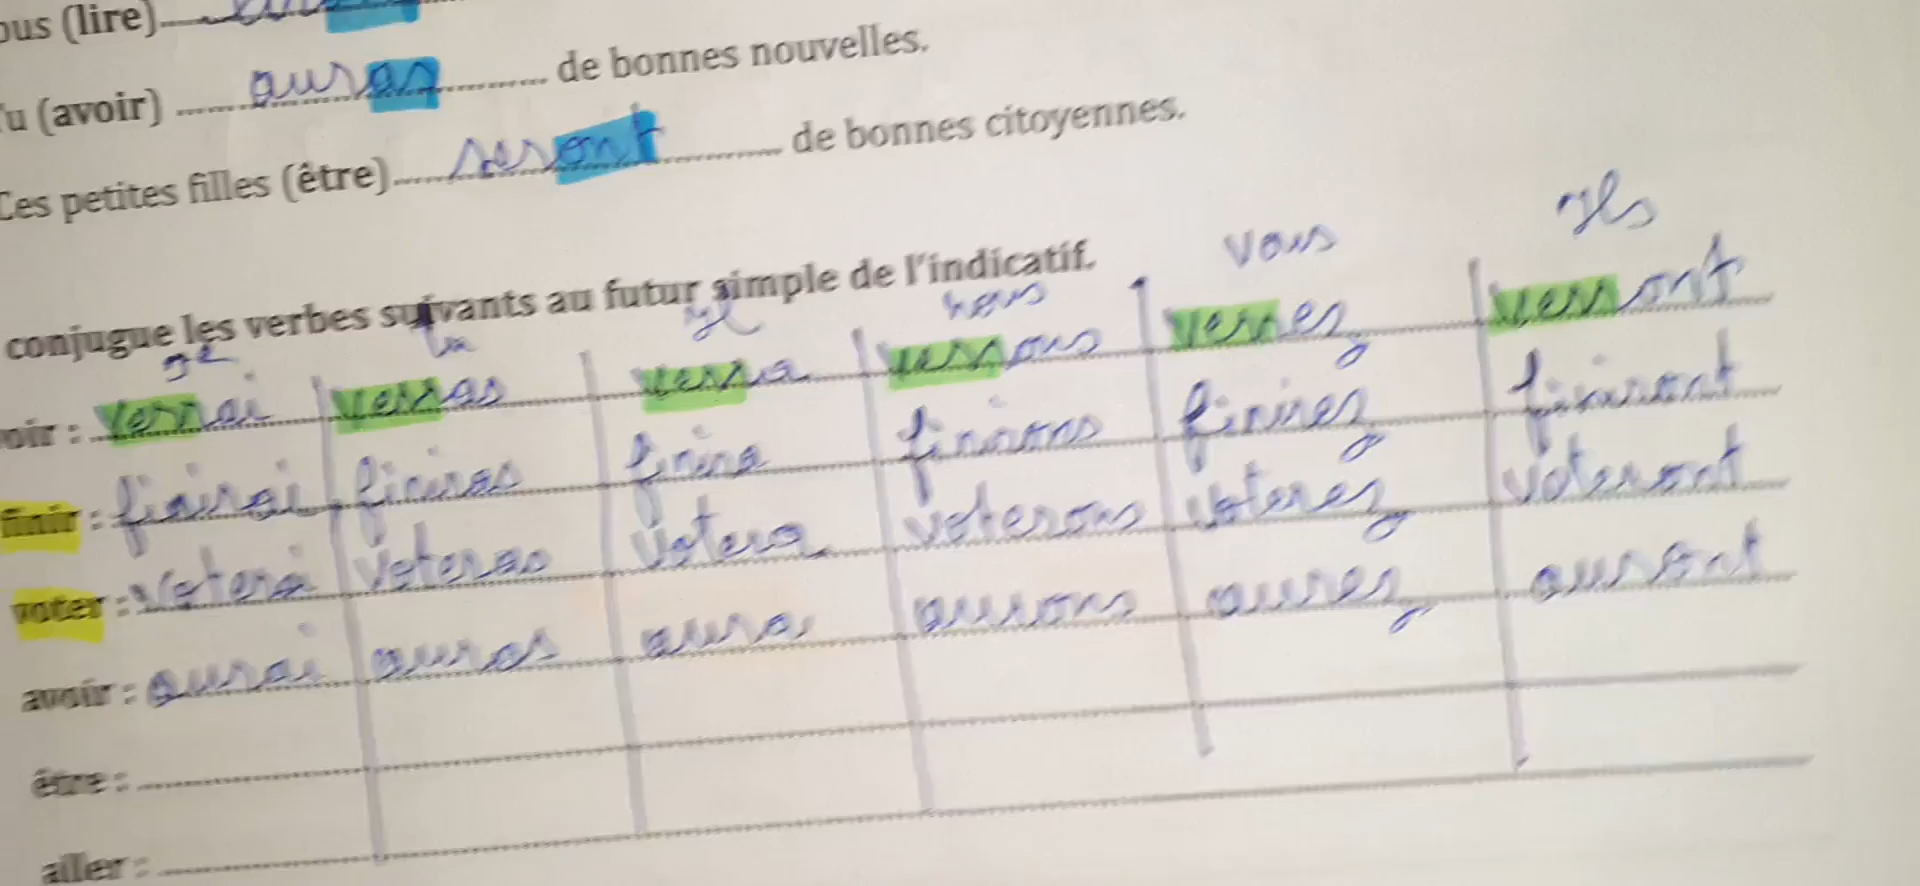 ous (lire)
Tu (avoir) auras de bonnes nouvelles.
Ces petites filles (être) seront de bonnes citoyennes.
conjugue les verbes suivants au futur simple de l'indicatif.
Je tu Il nous vous Ils
voir : verrai verras verra verrons verrez verront
finir : finirai finiras finira finirons finirez finiront
voter : voteras votera voterons voterez voteront
avoir : aurai auras aura aurons aurez auront
être :
aller :